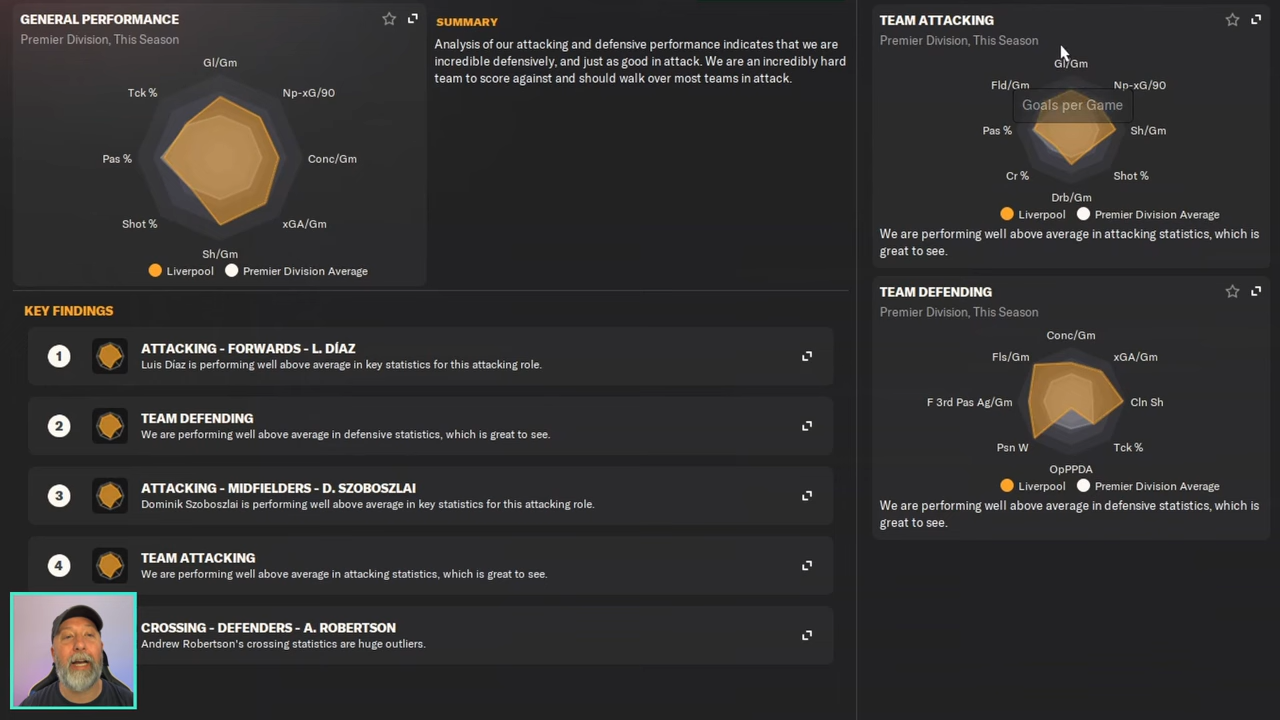 GENERAL PERFORMANCE
Premier Division, This Season
Gl/Gm
Tck %
Np-xG/90
Pas %
Conc/Gm
Shot %
xGA/Gm
Sh/Gm
Liverpool
Premier Division Average
SUMMARY
Analysis of our attacking and defensive performance indicates that we are
incredible defensively, and just as good in attack. We are an incredibly hard
team to score against and should walk over most teams in attack.
KEY FINDINGS
1
ATTACKING - FORWARDS - L. DÍAZ
Luis Díaz is performing well above average in key statistics for this attacking role.
2
TEAM DEFENDING
We are performing well above average in defensive statistics, which is great to see.
3
ATTACKING - MIDFIELDERS - D. SZOBOSZLAI
Dominik Szoboszlai is performing well above average in key statistics for this attacking role.
4
TEAM ATTACKING
We are performing well above average in attacking statistics, which is great to see.
CROSSING - DEFENDERS - A. ROBERTSON
Andrew Robertson's crossing statistics are huge outliers.
TEAM ATTACKING
Premier Division, This Season
Gl/Gm
Fld/Gm
Np-xG/90
Goals per Game
Pas %
Sh/Gm
Cr %
Shot %
Drb/Gm
Liverpool
Premier Division Average
We are performing well above average in attacking statistics, which is
great to see.
TEAM DEFENDING
Premier Division, This Season
Conc/Gm
Fls/Gm
xGA/Gm
F 3rd Pas Ag/Gm
Cln Sh
Psn W
Tck %
OpPPDA
Liverpool
Premier Division Average
We are performing well above average in defensive statistics, which is
great to see.